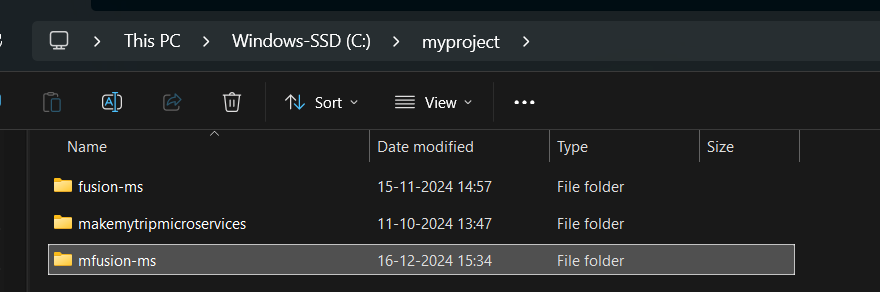 This PC > Windows-SSD (C:) > myproject >
Sort View ...
Name Date modified Type Size
fusion-ms 15-11-2024 14:57 File folder
makemytripmicroservices 11-10-2024 13:47 File folder
mfusion-ms 16-12-2024 15:34 File folder